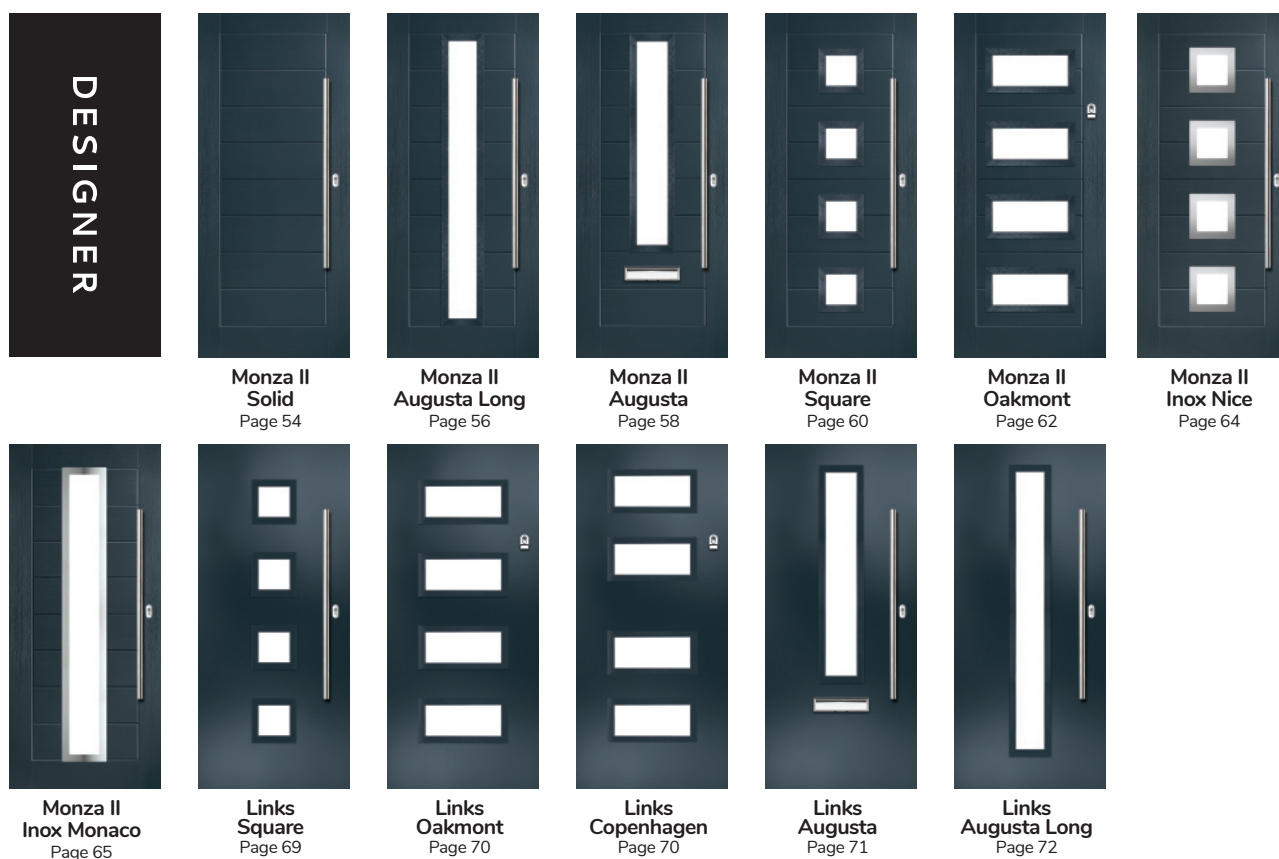 DESIGNER
Monza II
Solid
Page 54
Monza II
Augusta Long
Page 56
Monza II
Augusta
Page 58
Monza II
Square
Page 60
Monza II
Oakmont
Page 62
Monza II
Inox Nice
Page 64
Monza II
Inox Monaco
Page 65
Links
Square
Page 69
Links
Oakmont
Page 70
Links
Copenhagen
Page 70
Links
Augusta
Page 71
Links
Augusta Long
Page 72